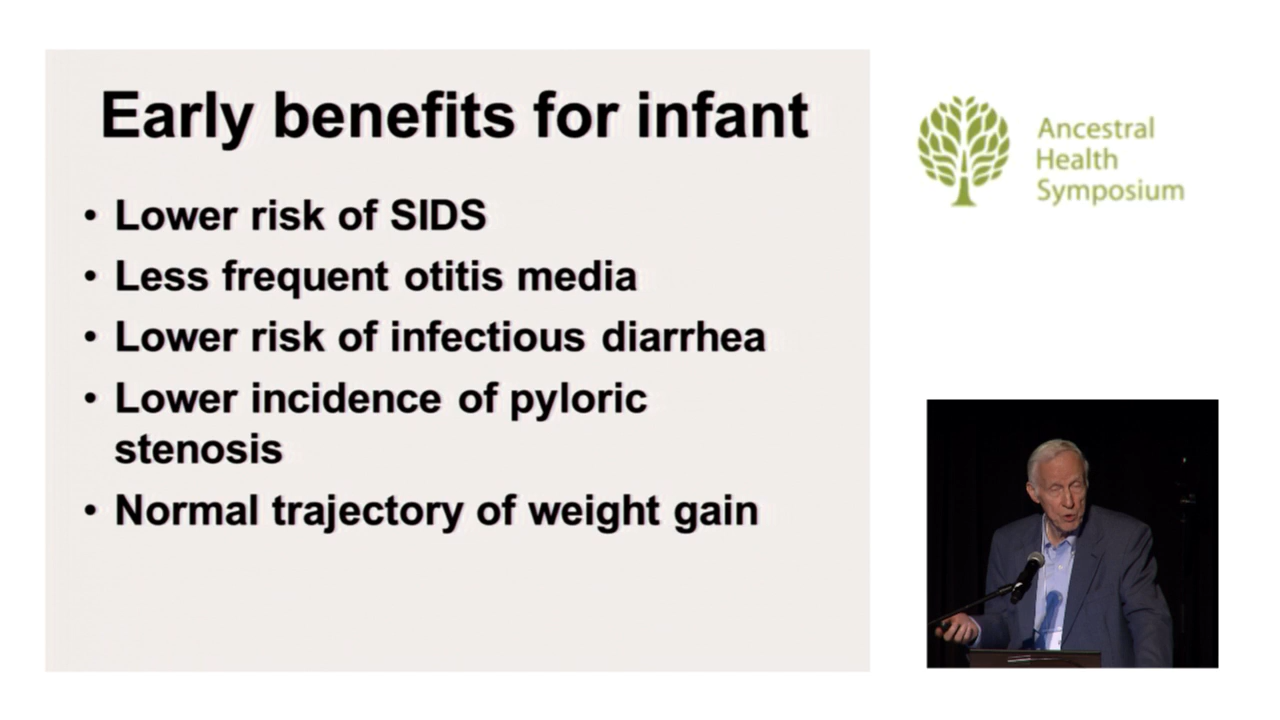 Early benefits for infant
• Lower risk of SIDS
• Less frequent otitis media
• Lower risk of infectious diarrhea
• Lower incidence of pyloric
stenosis
• Normal trajectory of weight gain
Ancestral
Health
Symposium